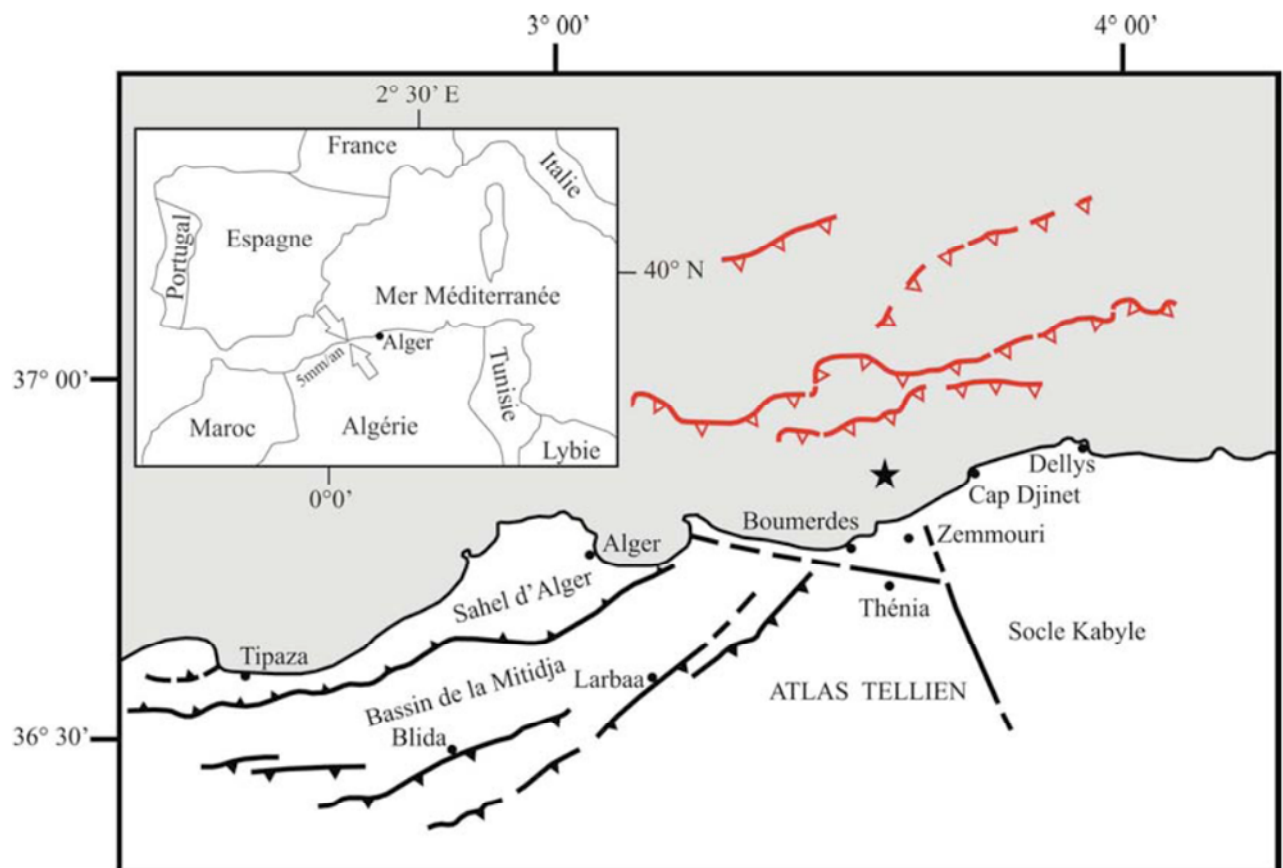 3° 00’
4° 00’
2° 30’ E
France
Italie
Portugal
Espagne
40° N
Mer Méditerranée
Alger
5mm/an
Tunisie
Maroc
Algérie
Lybie
0°0’
37° 00’
Dellys
Cap Djinet
Boumerdes
Zemmouri
Alger
Thénia
Sahel d’Alger
Socle Kabyle
Tipaza
Larbaa
ATLAS TELLIEN
Bassin de la Mitidja
36° 30’
Blida